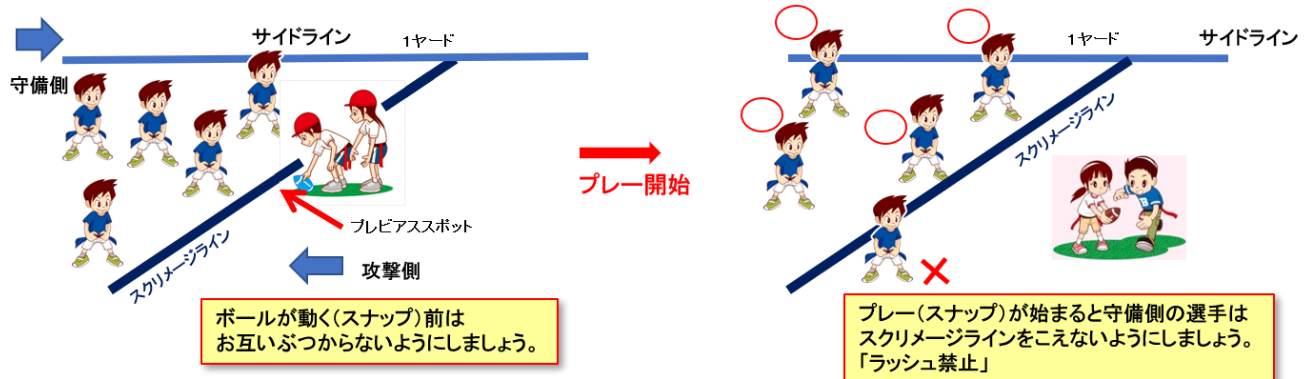 サイドライン
1ヤード
守備側
スクリメージライン
プレビアススポット
攻撃側
ボールが動く(スナップ)前は
お互いぶつからないようにしましょう。
プレー開始
1ヤード
サイドライン
スクリメージライン
プレー(スナップ)が始まると守備側の選手は
スクリメージラインをこえないようにしましょう。
「ラッシュ禁止」